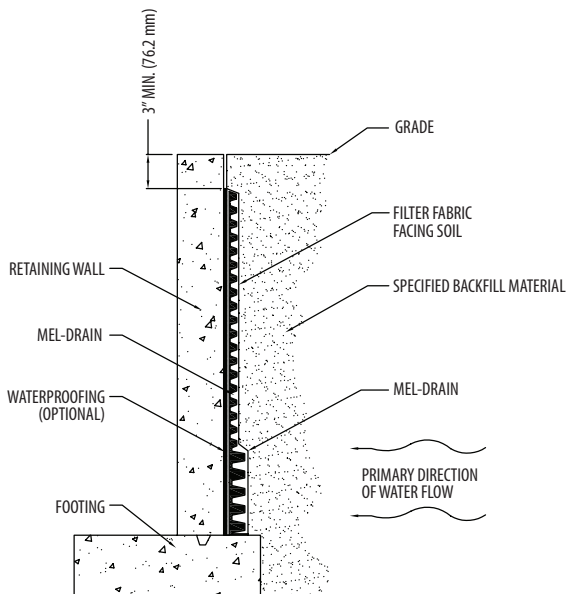 3" MIN. (76.2 mm)
GRADE
FILTER FABRIC
FACING SOIL
RETAINING WALL
SPECIFIED BACKFILL MATERIAL
MEL-DRAIN
WATERPROOFING
(OPTIONAL)
MEL-DRAIN
PRIMARY DIRECTION
OF WATER FLOW
FOOTING